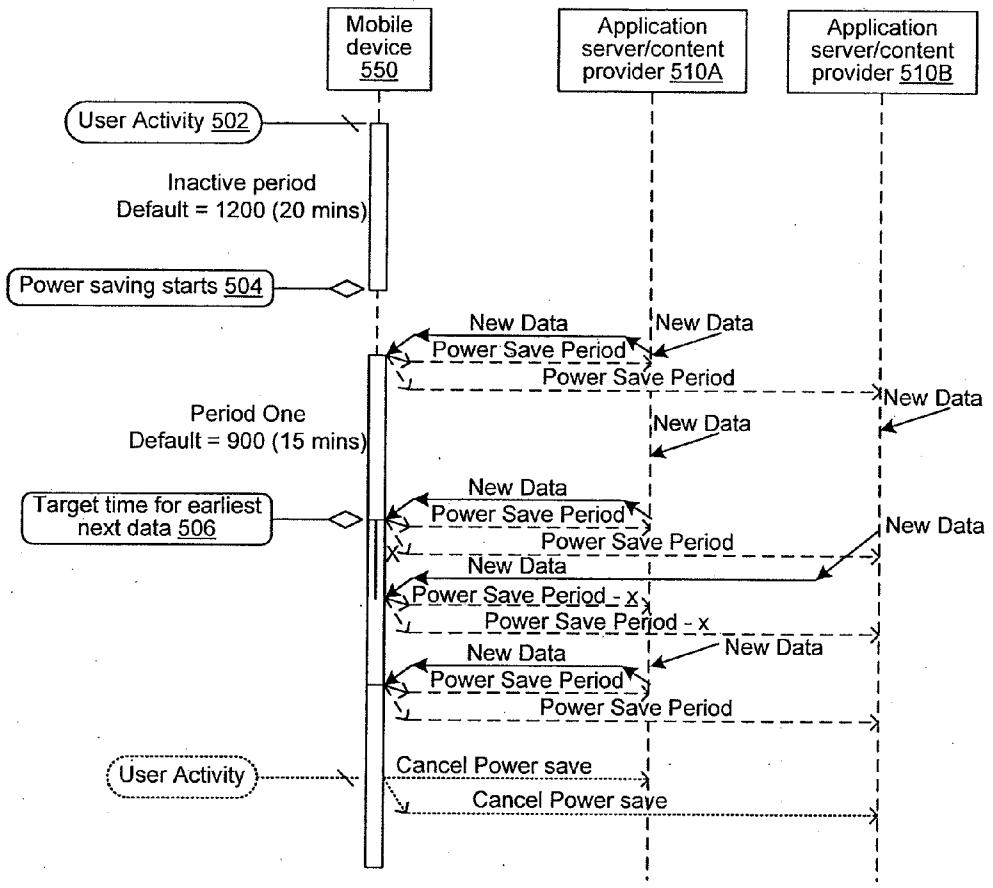 Mobile
device
550
Application
server/content
provider 510A
Application
server/content
provider 510B
User Activity 502
Inactive period
Default = 1200 (20 mins)
Power saving starts 504
New Data
New Data
Power Save Period
Power Save Period
New Data
Period One
Default = 900 (15 mins)
New Data
Target time for earliest
next data 506
New Data
Power Save Period
New Data
Power Save Period
X
New Data
Power Save Period - x
Power Save Period - x
New Data
New Data
Power Save Period
Power Save Period
User Activity
Cancel Power save
Cancel Power save